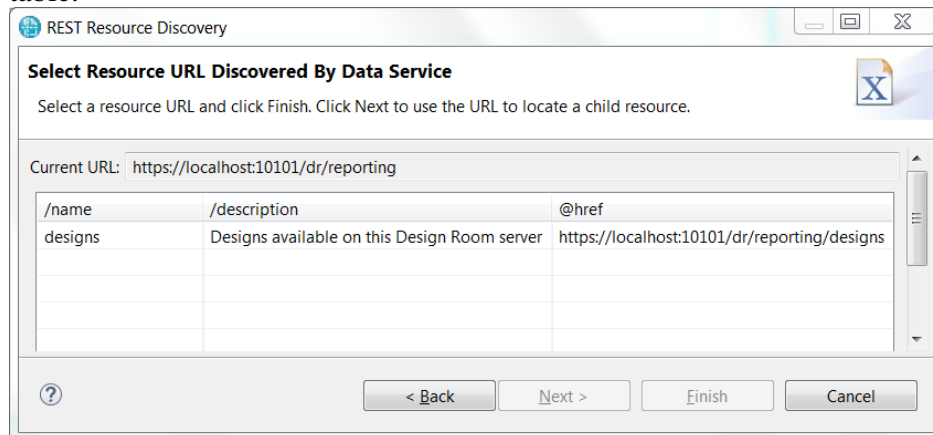 table.
REST Resource Discovery
Select Resource URL Discovered By Data Service
Select a resource URL and click Finish. Click Next to use the URL to locate a child resource.
X
Current URL: https://localhost:10101/dr/reporting
/name /description @href
designs Designs available on this Design Room server https://localhost:10101/dr/reporting/designs
? < Back Next > Finish Cancel